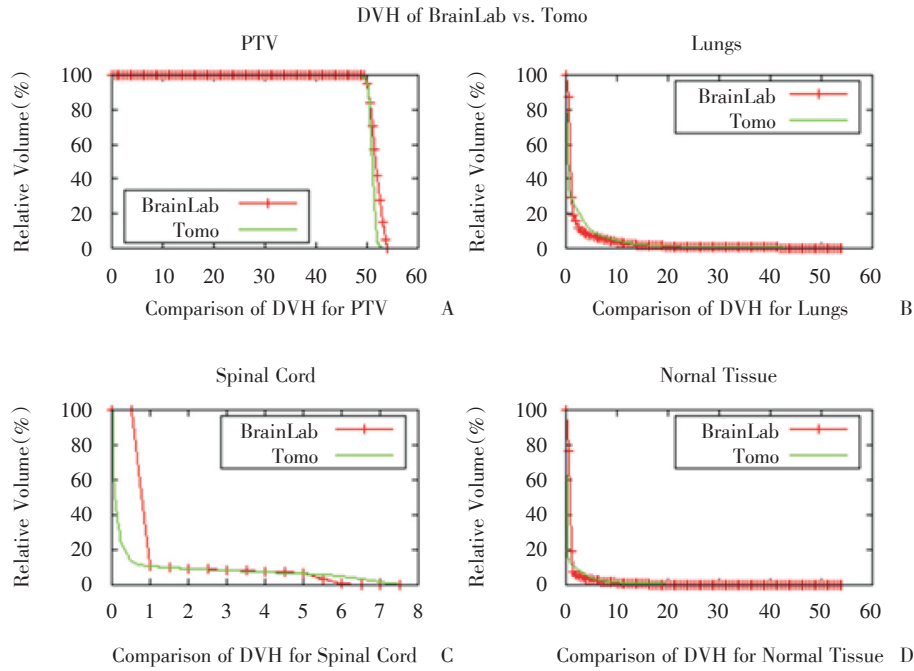 DVH of BrainLab vs. Tomo
PTV
Relative Volume(%)
100
80
60
40
20
0
BrainLab
Tomo
0 10 20 30 40 50 60
Comparison of DVH for PTV A
Lungs
Relative Volume(%)
100
80
60
40
20
0
BrainLab
Tomo
0 10 20 30 40 50 60
Comparison of DVH for Lungs B
Spinal Cord
Relative Volume(%)
100
80
60
40
20
0
BrainLab
Tomo
0 1 2 3 4 5 6 7 8
Comparison of DVH for Spinal Cord C
Nornal Tissue
Relative Volume(%)
100
80
60
40
20
0
BrainLab
Tomo
0 10 20 30 40 50 60
Comparison of DVH for Normal Tissue D